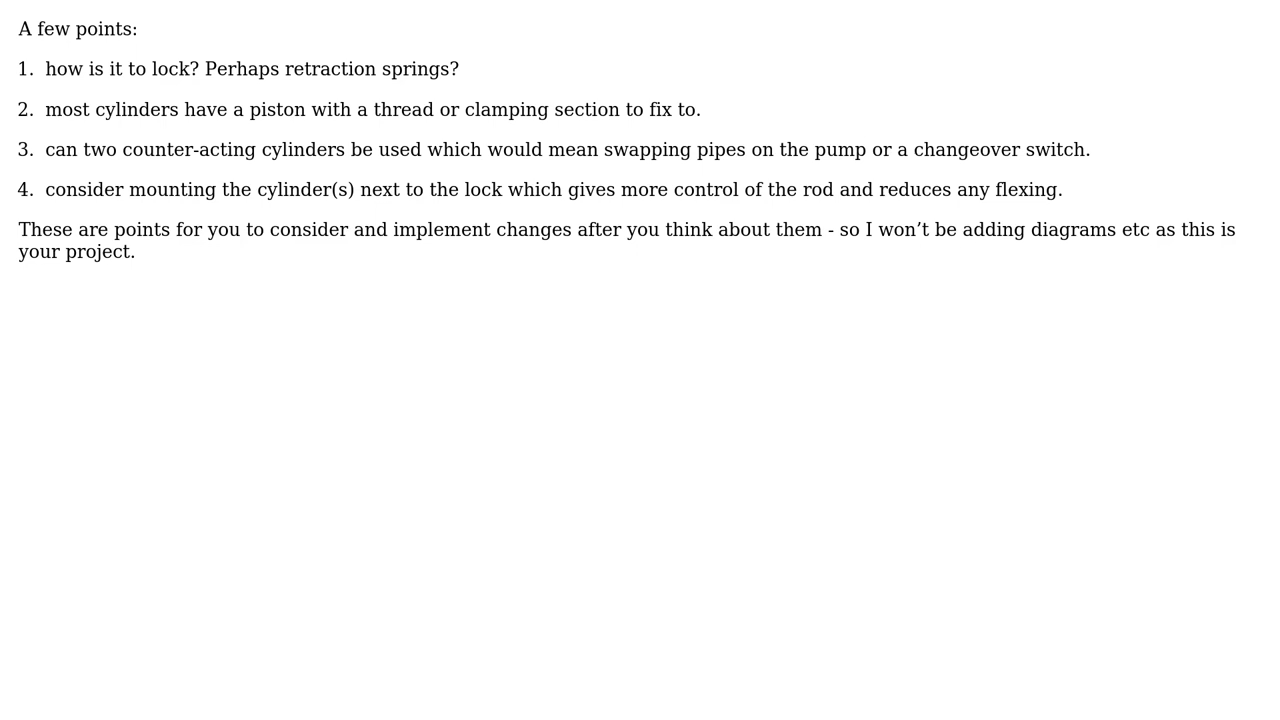 A few points:
1. how is it to lock? Perhaps retraction springs?
2. most cylinders have a piston with a thread or clamping section to fix to.
3. can two counter-acting cylinders be used which would mean swapping pipes on the pump or a changeover switch.
4. consider mounting the cylinder(s) next to the lock which gives more control of the rod and reduces any flexing.
These are points for you to consider and implement changes after you think about them - so I won’t be adding diagrams etc as this is
your project.